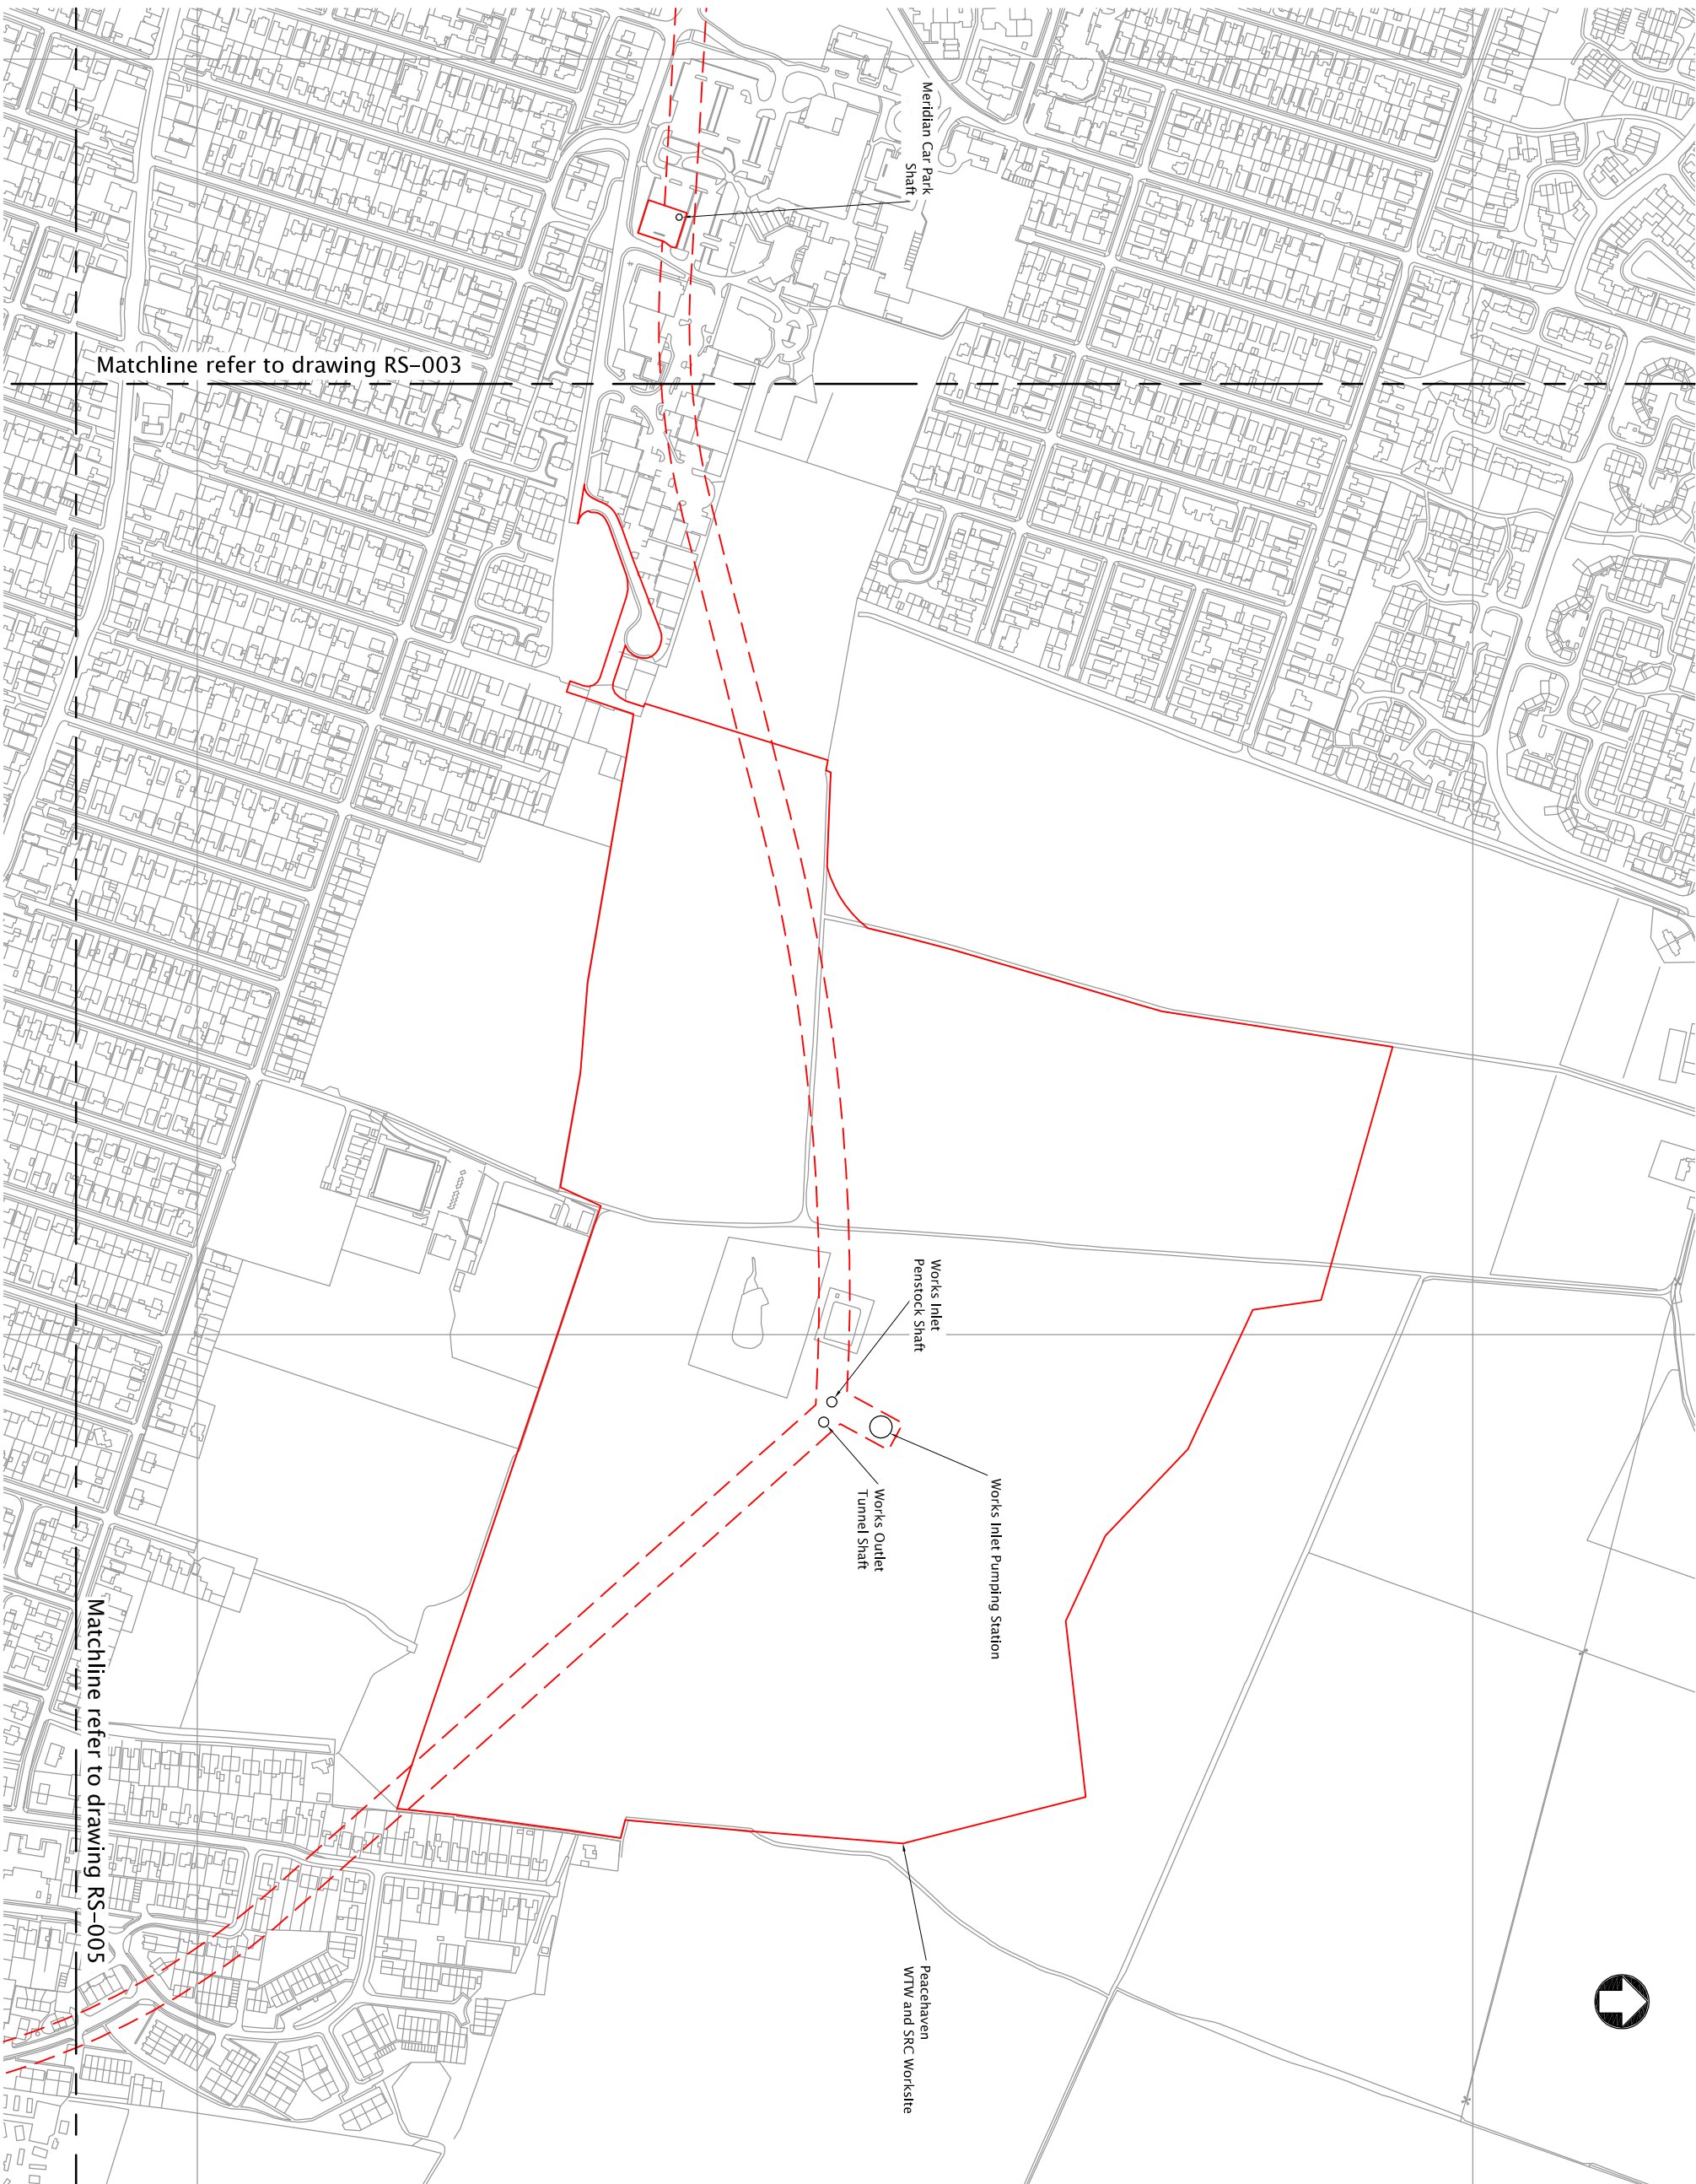 Meridian Car Park
Shaft
Matchline refer to drawing RS-003
Works Inlet
Penstock Shaft
Works Inlet Pumping Station
Works Outlet
Tunnel Shaft
Matchline refer to drawing RS-005
Peacehaven
WTW and SRC Worksite